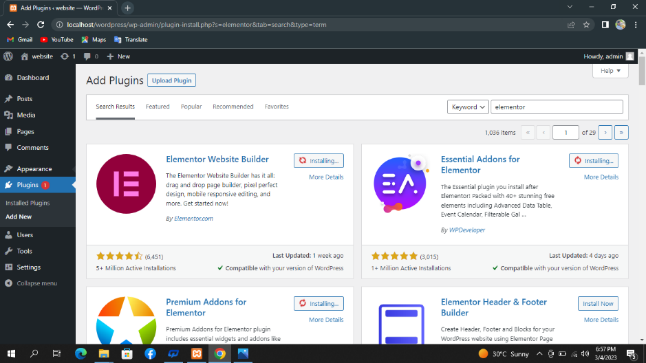 Add Plugins ‹ website — WordPr
localhost/wordpress/wp-admin/plugin-install.php?s=elementor&tab=search&type=term
Gmail YouTube Maps Translate
website 1 0 New Howdy, admin
Dashboard
Posts
Media
Pages
Comments
Appearance
Plugins 1
Installed Plugins
Add New
Users
Tools
Settings
Collapse menu
Help
Add Plugins Upload Plugin
Search Results Featured Popular Recommended Favorites Keyword elementor
1,036 items « ‹ 1 of 29 › »
Elementor Website Builder
Installing...
More Details
The Elementor Website Builder has it all:
drag and drop page builder, pixel perfect
design, mobile responsive editing, and
more. Get started now!
By Elementor.com
(6,451)
5+ Million Active Installations
Last Updated: 1 week ago
Compatible with your version of WordPress
Essential Addons for
Elementor
Installing...
More Details
The Essential plugin you install after
Elementor! Packed with 40+ stunning free
elements including Advanced Data Table,
Event Calendar, Filterable Gal ...
By WPDeveloper
(3,015)
1+ Million Active Installations
Last Updated: 4 days ago
Compatible with your version of WordPress
Premium Addons for
Elementor
Installing...
More Details
Premium Addons for Elementor plugin
includes essential widgets and addons like
Elementor Header & Footer
Builder
Install Now
More Details
Create Header, Footer and Blocks for your
WordPress website using Elementor Page
30°C Sunny
6:57 PM
3/4/2023